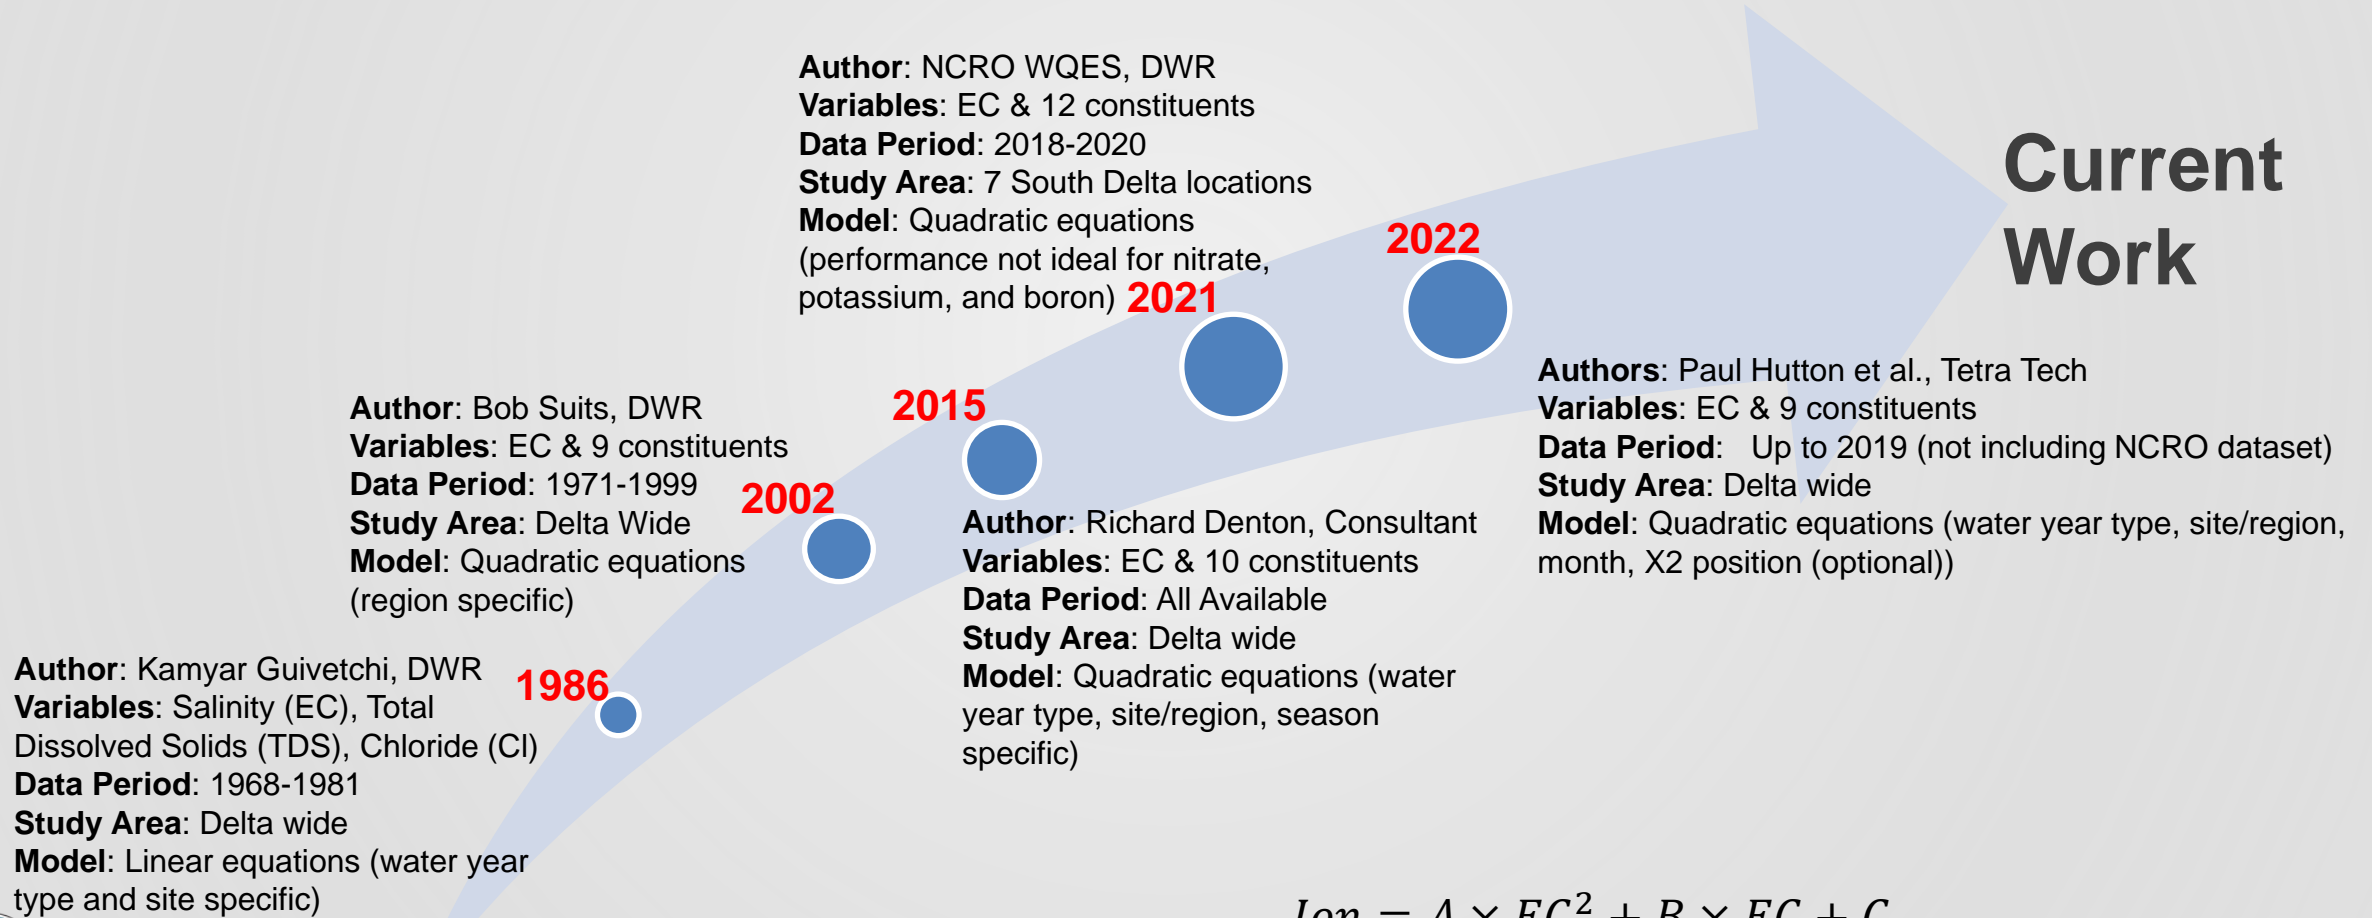 Author: NCRO WQES, DWR
Variables: EC & 12 constituents
Data Period: 2018-2020
Study Area: 7 South Delta locations
Model: Quadratic equations
(performance not ideal for nitrate,
potassium, and boron)
2021
2022
Current
Work
Authors: Paul Hutton et al., Tetra Tech
Variables: EC & 9 constituents
Data Period: Up to 2019 (not including NCRO dataset)
Study Area: Delta wide
Model: Quadratic equations (water year type, site/region,
month, X2 position (optional))
Author: Bob Suits, DWR
Variables: EC & 9 constituents
Data Period: 1971-1999
Study Area: Delta Wide
Model: Quadratic equations
(region specific)
2002
2015
Author: Richard Denton, Consultant
Variables: EC & 10 constituents
Data Period: All Available
Study Area: Delta wide
Model: Quadratic equations (water
year type, site/region, season
specific)
Author: Kamyar Guivetchi, DWR
Variables: Salinity (EC), Total
Dissolved Solids (TDS), Chloride (Cl)
Data Period: 1968-1981
Study Area: Delta wide
Model: Linear equations (water year
type and site specific)
1986
Ion = A × EC² + B × EC + C